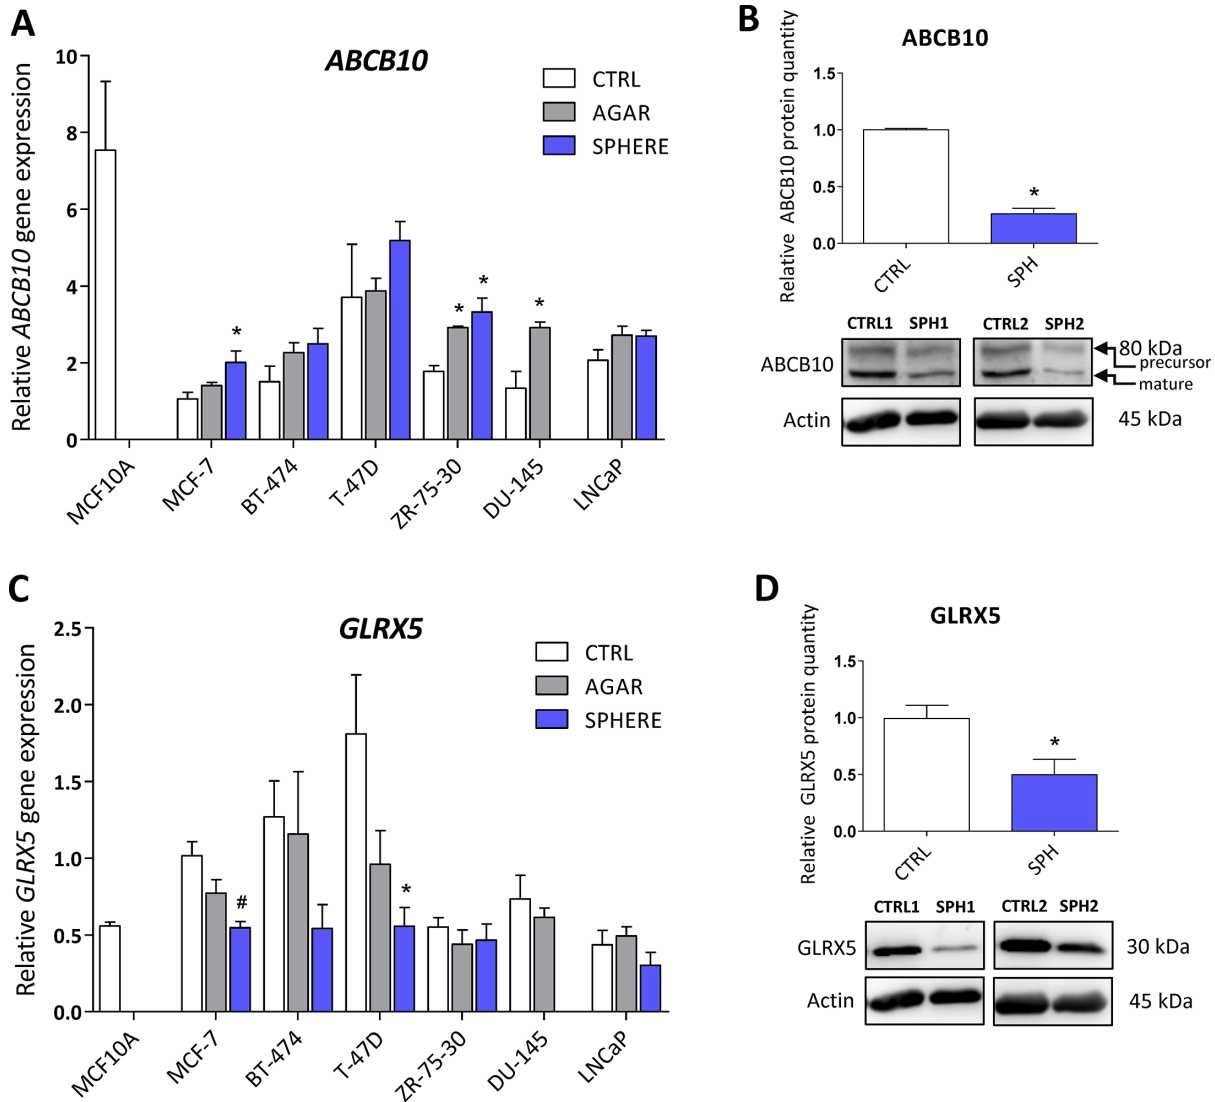 A
ABCB10
Relative ABCB10 gene expression
10
8
6
4
2
0
CTRL
AGAR
SPHERE
*
* *
*
MCF10A
MCF-7
BT-474
T-47D
ZR-75-30
DU-145
LNCaP
B
ABCB10
Relative ABCB10 protein quantity
1.5
1.0
0.5
0.0
*
CTRL
SPH
CTRL1 SPH1 CTRL2 SPH2
ABCB10
80 kDa
precursor
mature
Actin
45 kDa
C
GLRX5
Relative GLRX5 gene expression
2.5
2.0
1.5
1.0
0.5
0.0
CTRL
AGAR
SPHERE
#
*
MCF10A
MCF-7
BT-474
T-47D
ZR-75-30
DU-145
LNCaP
D
GLRX5
Relative GLRX5 protein quantity
1.5
1.0
0.5
0.0
*
CTRL
SPH
CTRL1 SPH1 CTRL2 SPH2
GLRX5
30 kDa
Actin
45 kDa